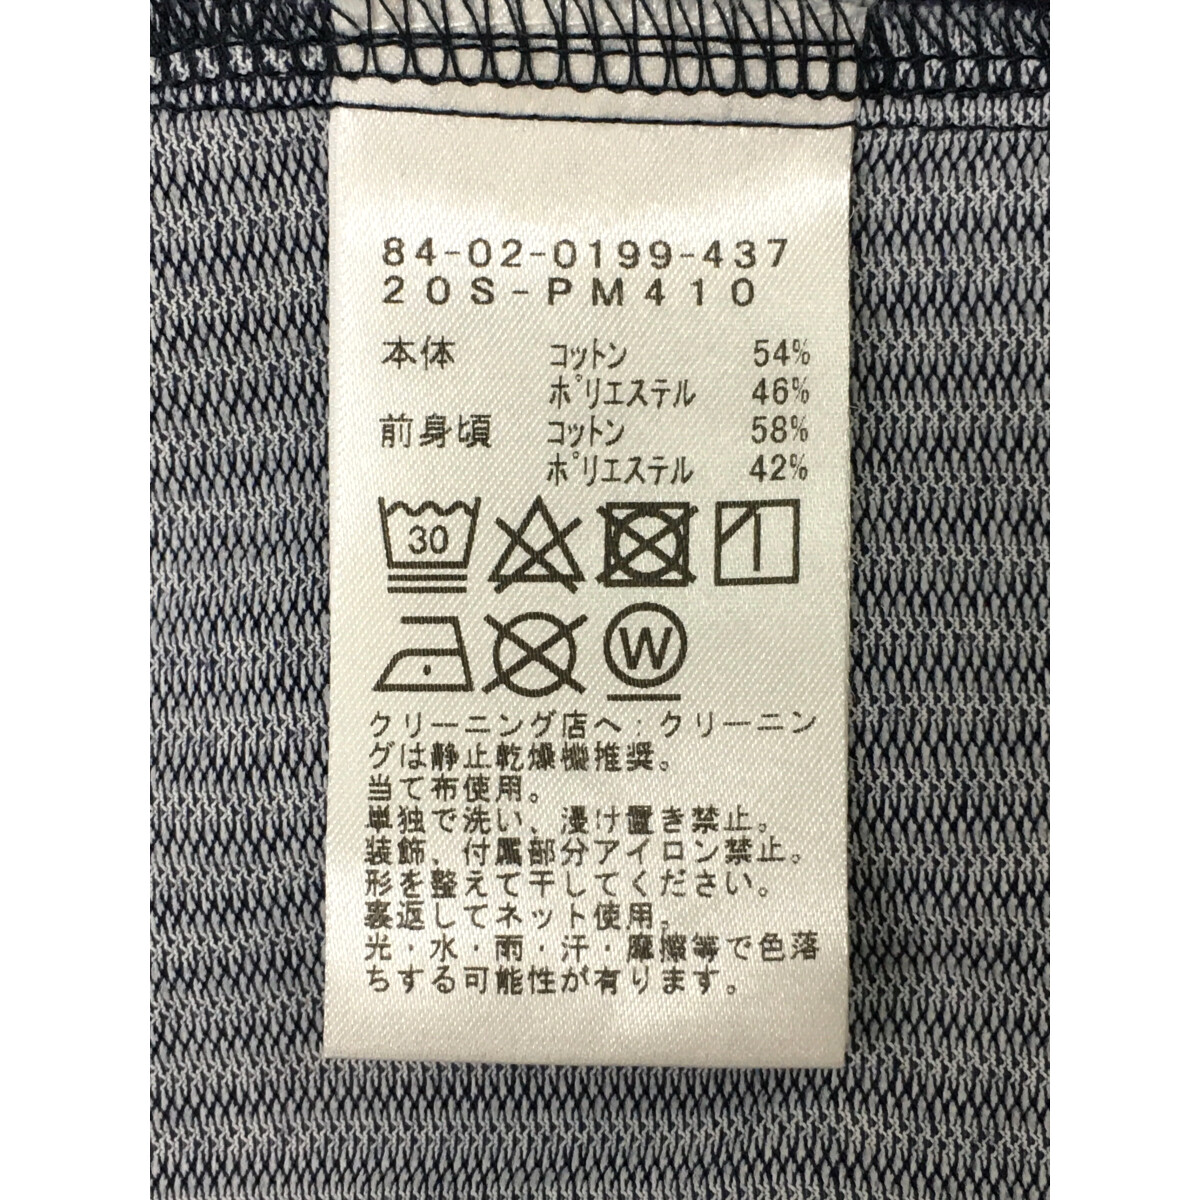 84-02-0199-437
20S-PM410
本体 コットン 54%
ポリエステル 46%
前身頃 コットン 58%
ポリエステル 42%
30
W
クリーニング店へ:クリーニン
グは静止乾燥機推奨。
当て布使用。
単独で洗い、浸け置き禁止。
装飾、付属部分アイロン禁止。
形を整えて干してください。
裏返してネット使用。
光・水・雨・汗・摩擦等で色落
ちする可能性が有ります。